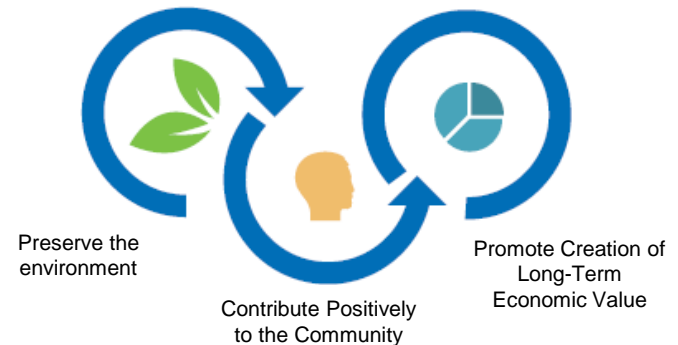 Preserve the
environment
Contribute Positively
to the Community
Promote Creation of
Long-Term
Economic Value